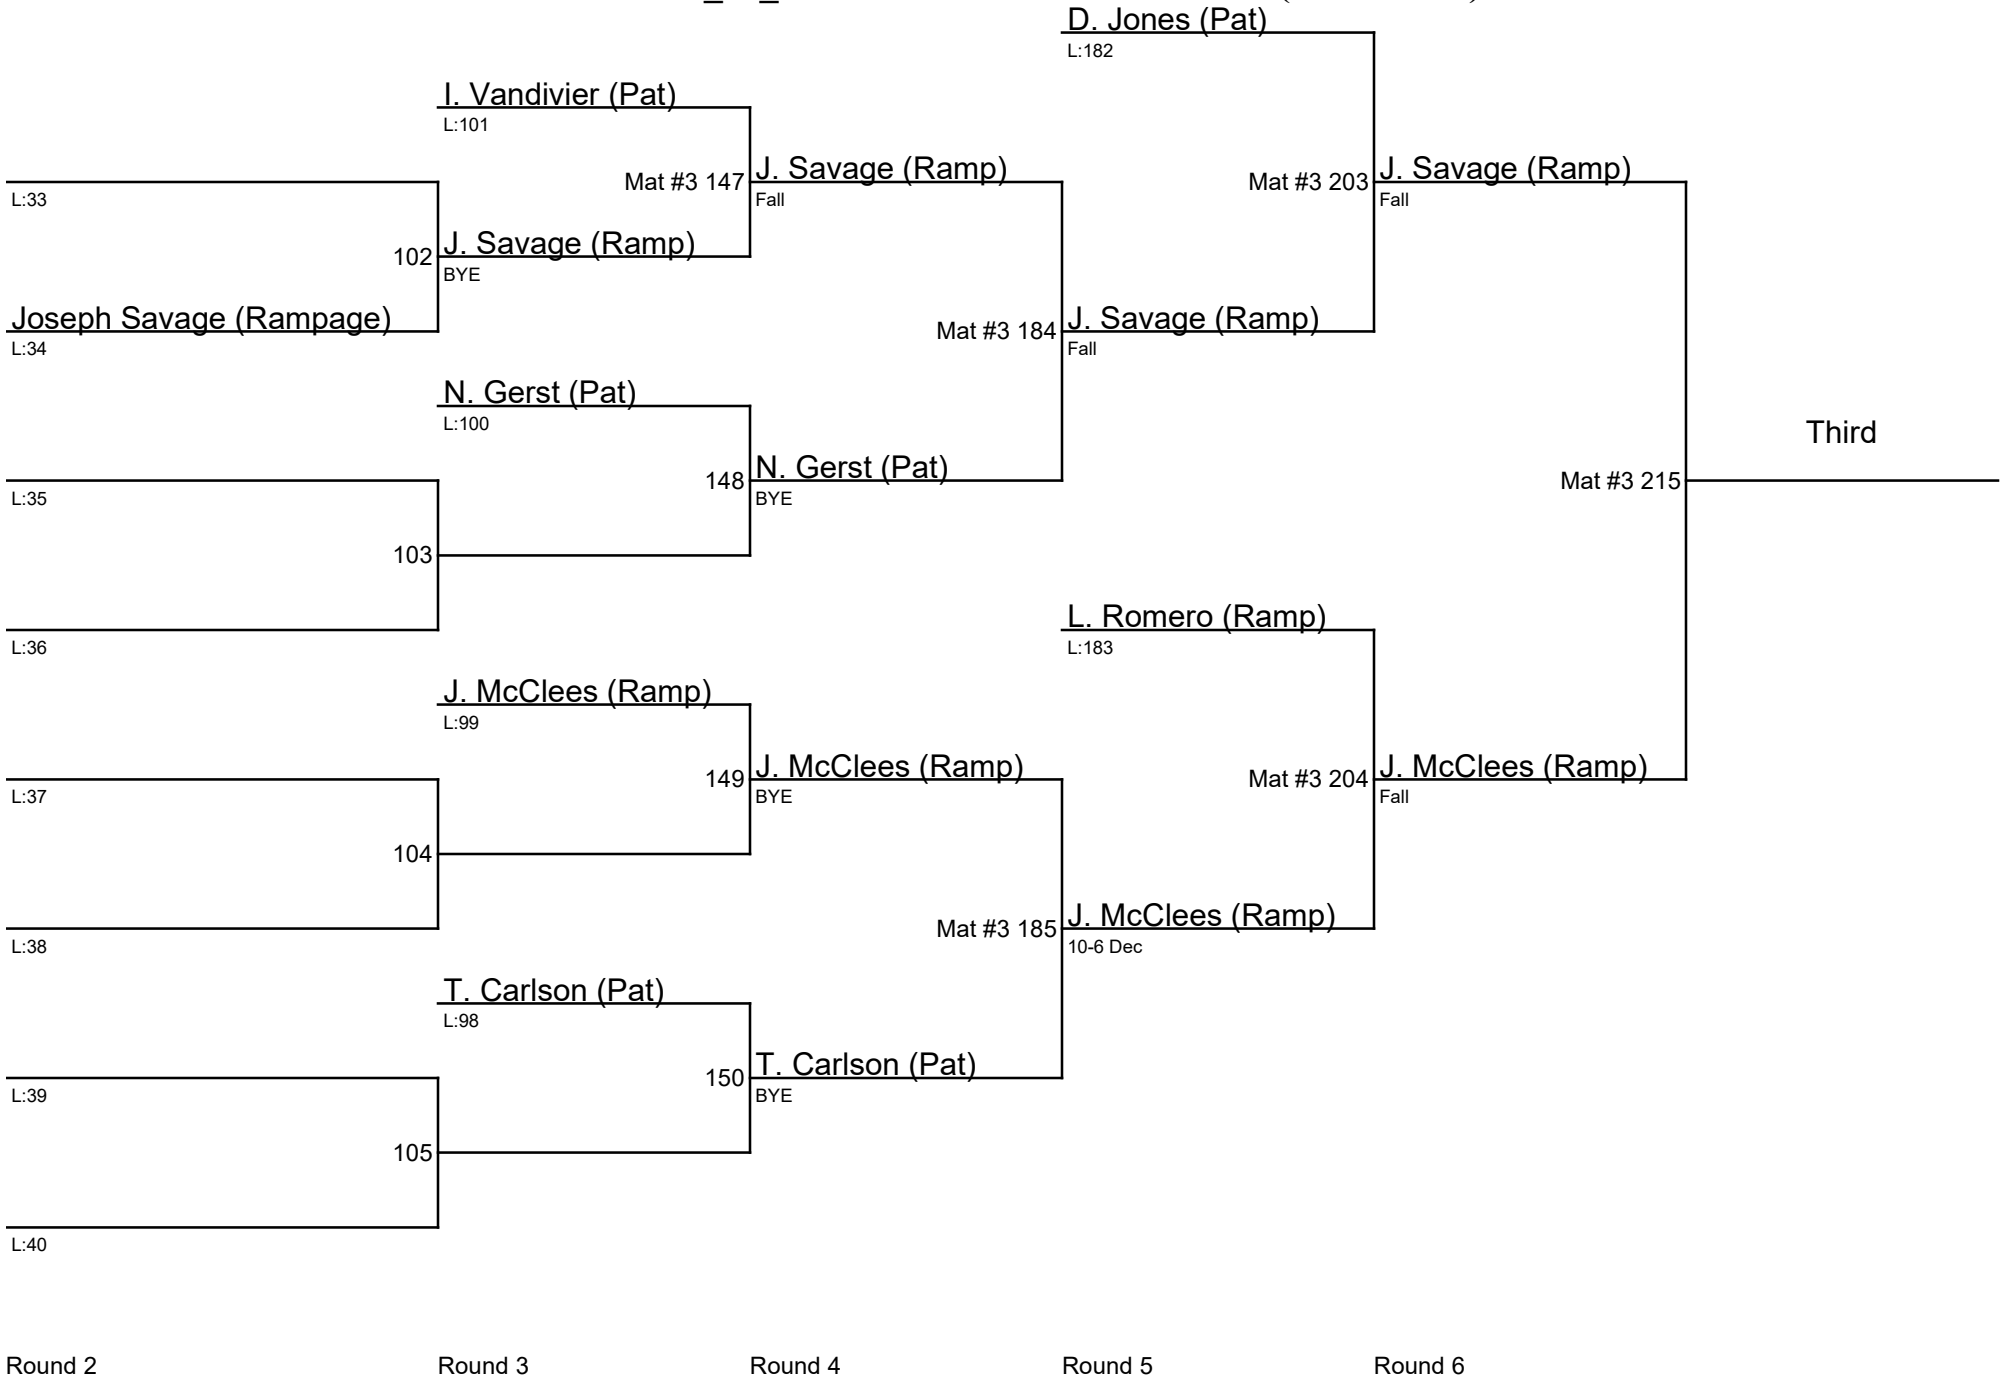 D. Jones (Pat)
L:182
I. Vandivier (Pat)
L:101
Mat #3 147
J. Savage (Ramp)
Fall
Mat #3 203
J. Savage (Ramp)
Fall
L:33
102
J. Savage (Ramp)
BYE
Joseph Savage (Rampage)
L:34
Mat #3 184
J. Savage (Ramp)
Fall
N. Gerst (Pat)
L:100
Third
L:35
148
N. Gerst (Pat)
BYE
Mat #3 215
103
L. Romero (Ramp)
L:183
L:36
J. McClees (Ramp)
L:99
L:37
149
J. McClees (Ramp)
BYE
Mat #3 204
J. McClees (Ramp)
Fall
104
L:38
Mat #3 185
J. McClees (Ramp)
10-6 Dec
T. Carlson (Pat)
L:98
L:39
150
T. Carlson (Pat)
BYE
105
L:40
Round 2
Round 3
Round 4
Round 5
Round 6